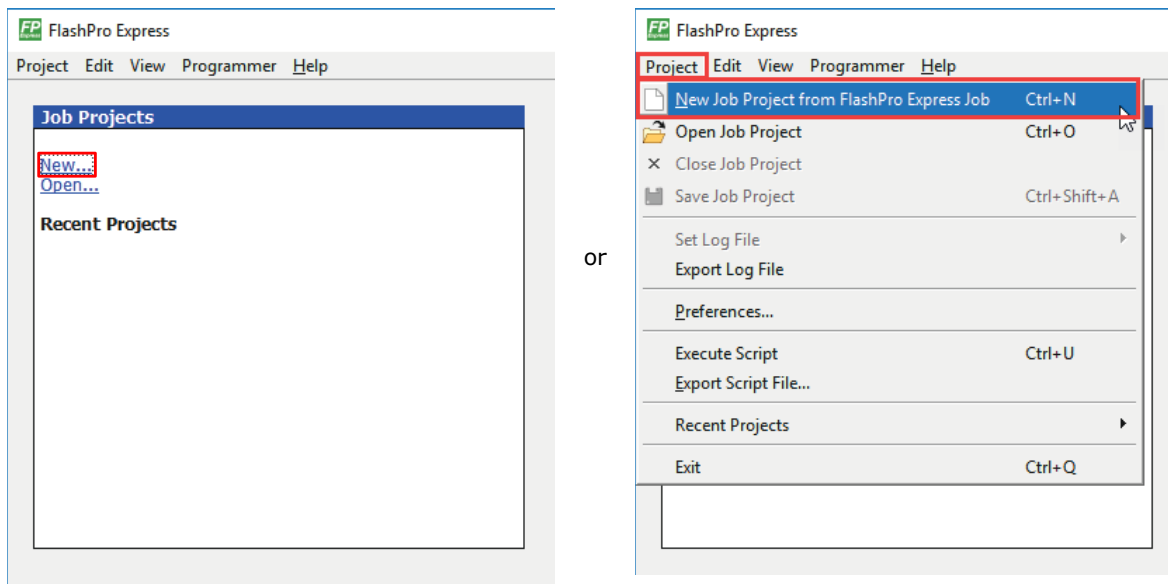 FP Express FlashPro Express
Project Edit View Programmer Help
Job Projects
New...
Open...
Recent Projects
or
FP Express FlashPro Express
Project Edit View Programmer Help
New Job Project from FlashPro Express Job Ctrl+N
Open Job Project Ctrl+O
Close Job Project
Save Job Project Ctrl+Shift+A
Set Log File
Export Log File
Preferences...
Execute Script Ctrl+U
Export Script File...
Recent Projects
Exit Ctrl+Q